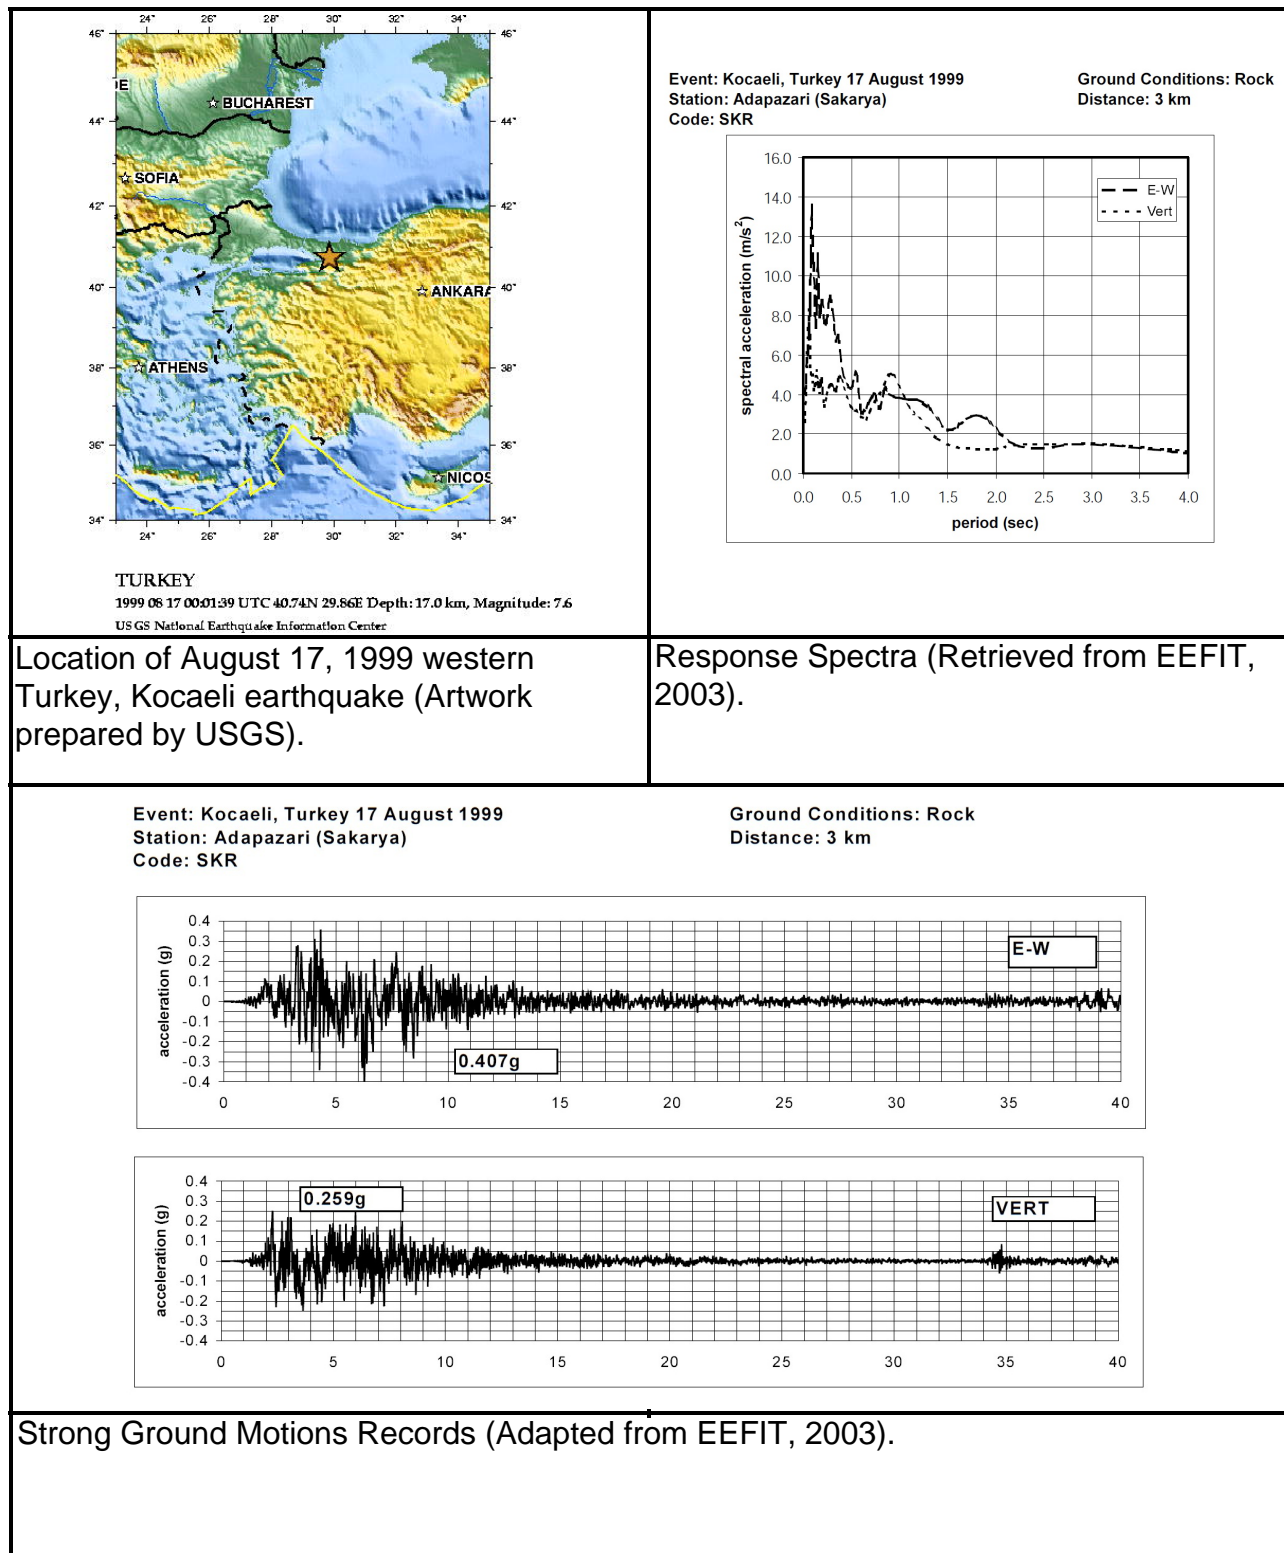 24° 26° 28° 30° 32° 34°
46° 46°
DE
BUCHAREST
44° 44°
SOFIA
42° 42°
40° ANKARA 40°
38° ATHENS 38°
36° 36°
NICOS
34° 34°
24° 26° 28° 30° 32° 34°
TURKEY
1999 08 17 00:01:39 UTC 40.74N 29.86E Depth: 17.0 km, Magnitude: 7.6
USGS National Earthquake Information Center
Event: Kocaeli, Turkey 17 August 1999 Ground Conditions: Rock
Station: Adapazari (Sakarya) Distance: 3 km
Code: SKR
16.0
14.0
12.0
10.0
8.0
6.0
4.0
2.0
0.0
spectral acceleration (m/s²)
E-W
Vert
0.0 0.5 1.0 1.5 2.0 2.5 3.0 3.5 4.0
period (sec)
Location of August 17, 1999 western
Turkey, Kocaeli earthquake (Artwork
prepared by USGS).
Response Spectra (Retrieved from EEFIT,
2003).
Event: Kocaeli, Turkey 17 August 1999 Ground Conditions: Rock
Station: Adapazari (Sakarya) Distance: 3 km
Code: SKR
acceleration (g)
0.4
0.3
0.2
0.1
0
-0.1
-0.2
-0.3
-0.4
E-W
0.407g
0 5 10 15 20 25 30 35 40
acceleration (g)
0.4
0.3
0.2
0.1
0
-0.1
-0.2
-0.3
-0.4
0.259g
VERT
0 5 10 15 20 25 30 35 40
Strong Ground Motions Records (Adapted from EEFIT, 2003).